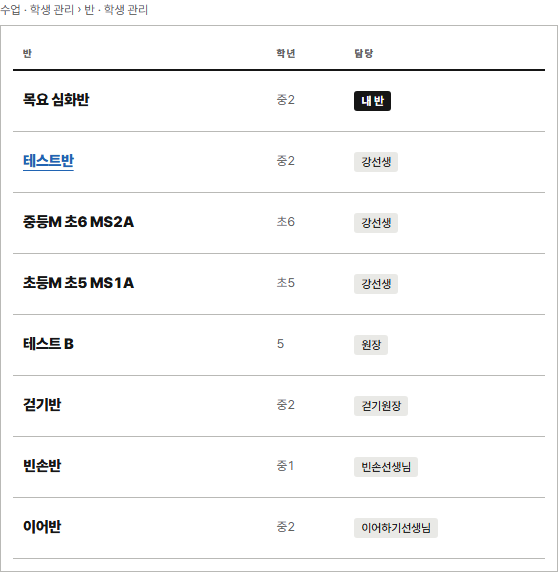 수업 · 학생 관리 › 반 · 학생 관리
반 학년 담당
목요 심화반 중2 내 반
테스트반 중2 강선생
중등M 초6 MS2A 초6 강선생
초등M 초5 MS1A 초5 강선생
테스트 B 5 원장
걷기반 중2 걷기원장
빈손반 중1 빈손선생님
이어반 중2 이어하기선생님